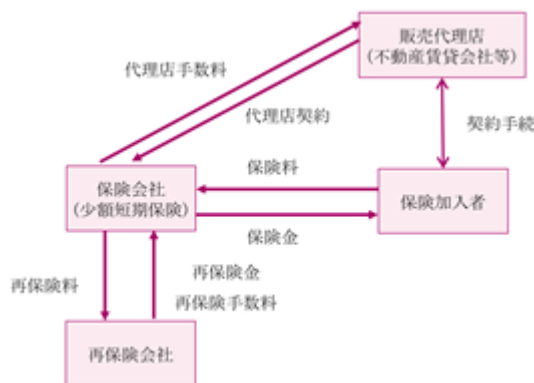 販売代理店
(不動産賃貸会社等)
代理店手数料
代理店契約
契約手続
保険料
保険会社
(少額短期保険)
保険加入者
保険金
再保険金
再保険料
再保険手数料
再保険会社